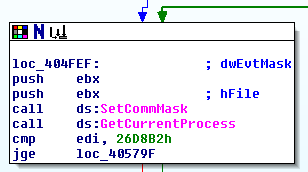 loc_404FEF: ; dwEvtMask
push ebx
push ebx ; hFile
call ds:SetCommMask
call ds:GetCurrentProcess
cmp edi, 26D8B2h
jge loc_40579F